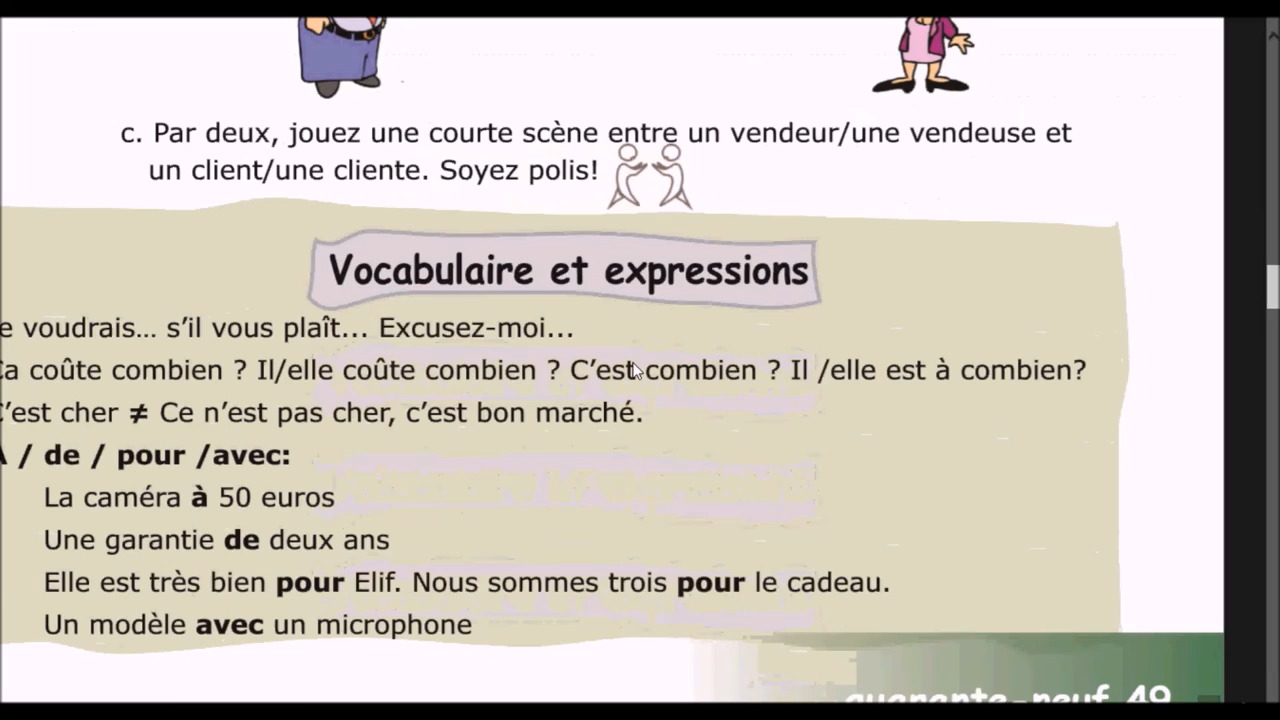 c. Par deux, jouez une courte scène entre un vendeur/une vendeuse et
un client/une cliente. Soyez polis!
Vocabulaire et expressions
voudrais... s'il vous plaît... Excusez-moi...
coûte combien ? Il/elle coûte combien ? C'est combien ? Il /elle est à combien?
C'est cher ≠ Ce n'est pas cher, c'est bon marché.
À / de / pour /avec:
La caméra à 50 euros
Une garantie de deux ans
Elle est très bien pour Elif. Nous sommes trois pour le cadeau.
Un modèle avec un microphone
quarante-neuf 49